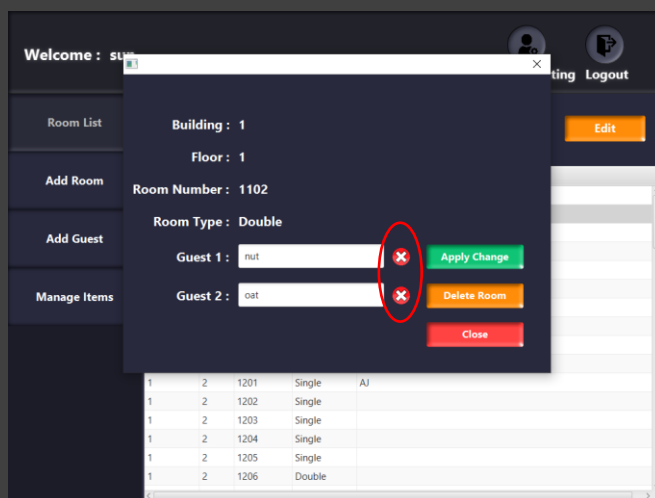 Welcome : sun
ting Logout
Room List
Edit
Add Room
Add Guest
Manage Items
Building : 1
Floor : 1
Room Number : 1102
Room Type : Double
Guest 1 : nut
Apply Change
Guest 2 : oat
Delete Room
Close
1 2 1201 Single AJ
1 2 1202 Single
1 2 1203 Single
1 2 1204 Single
1 2 1205 Single
1 2 1206 Double